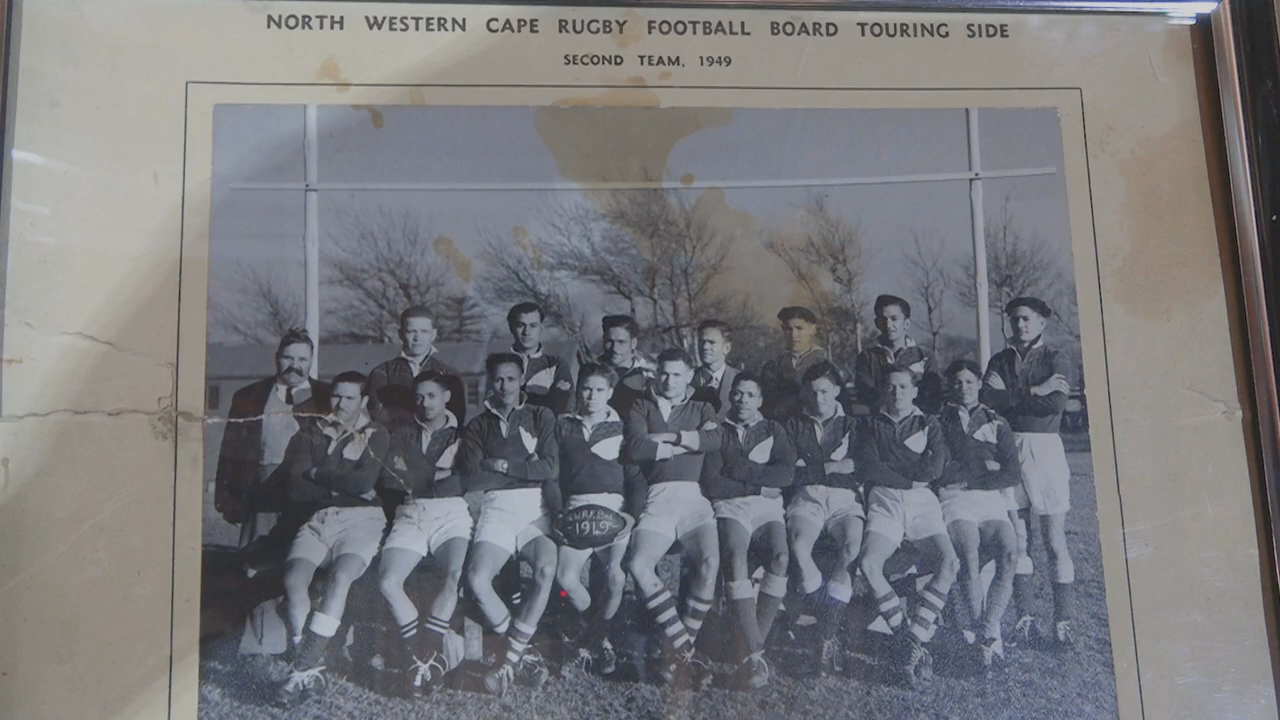 NORTH WESTERN CAPE RUGBY FOOTBALL BOARD TOURING SIDE
SECOND TEAM, 1949
1949